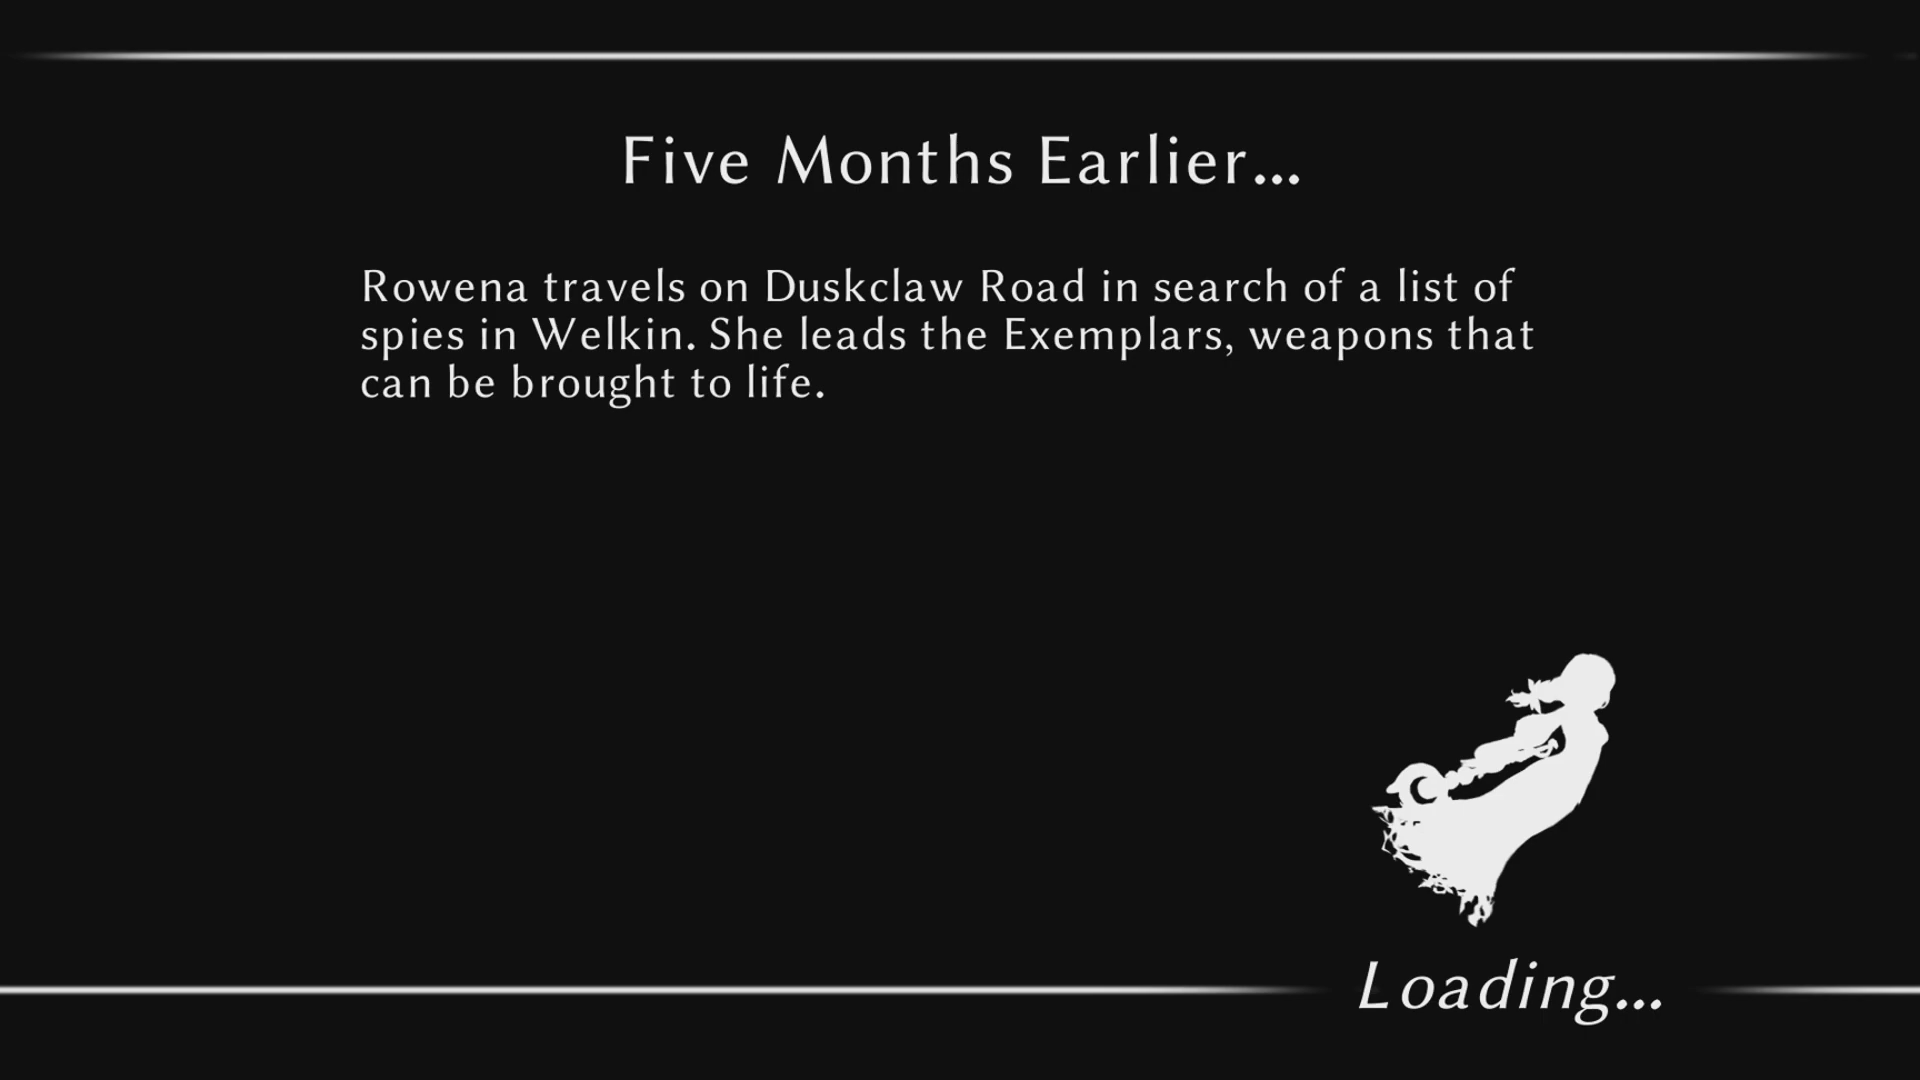 Five Months Earlier...
Rowena travels on Duskclaw Road in search of a list of
spies in Welkin. She leads the Exemplars, weapons that
can be brought to life.
Loading...